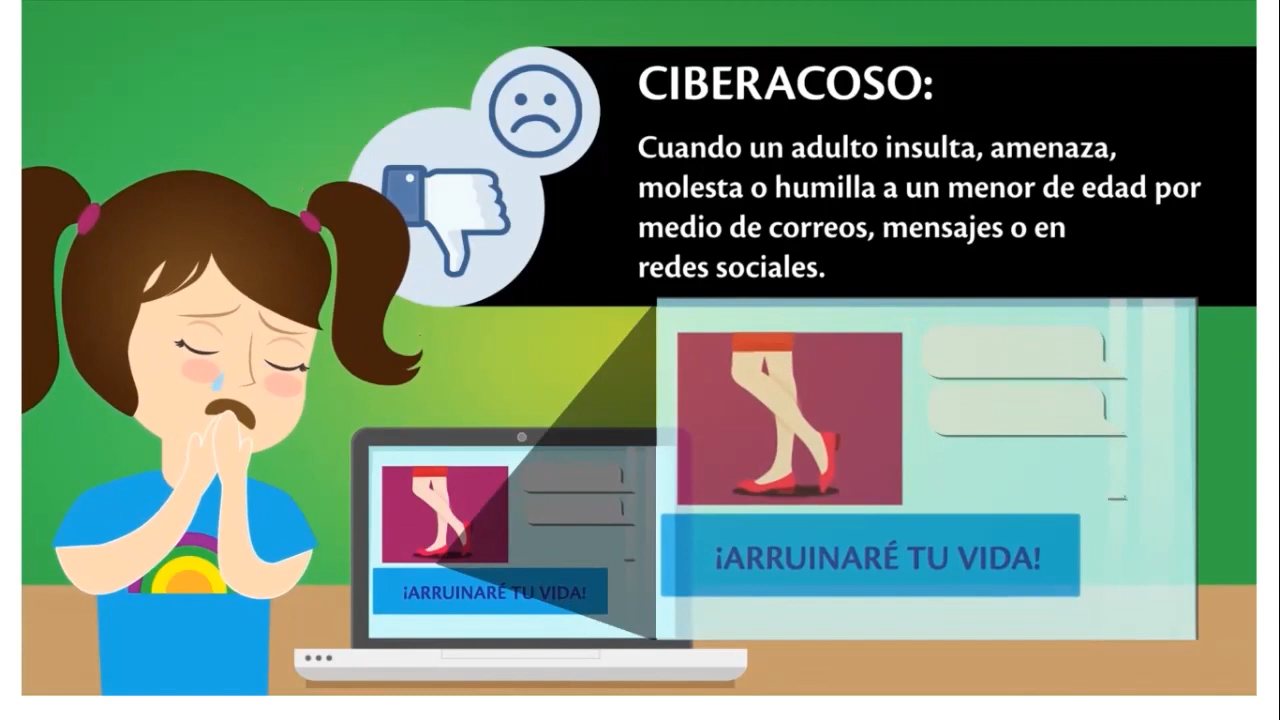 CIBERACOSO:
Cuando un adulto insulta, amenaza,
molesta o humilla a un menor de edad por
medio de correos, mensajes o en
redes sociales.
¡ARRUINARÉ TU VIDA!
¡ARRUINARÉ TU VIDA!